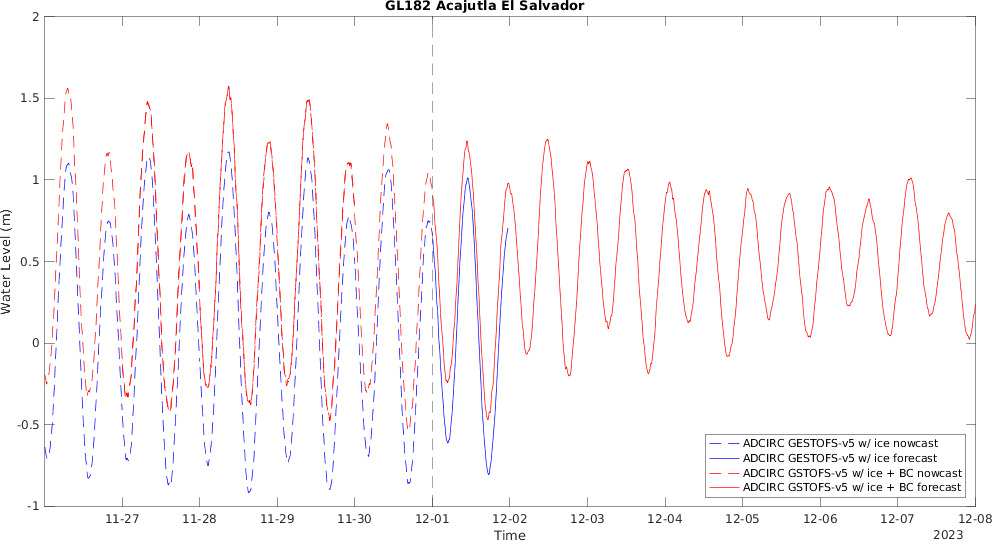 GL182 Acajutla El Salvador
2
1.5
1
0.5
0
-0.5
-1
Water Level (m)
11-27
11-28
11-29
11-30
12-01
12-02
12-03
12-04
12-05
12-06
12-07
12-08
Time
2023
ADCIRC GESTOFS-v5 w/ ice nowcast
ADCIRC GESTOFS-v5 w/ ice forecast
ADCIRC GSTOFS-v5 w/ ice + BC nowcast
ADCIRC GSTOFS-v5 w/ ice + BC forecast